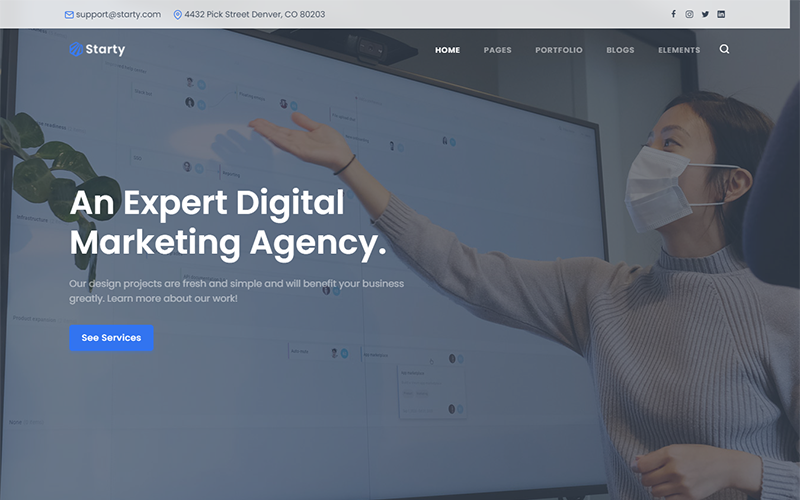 support@starty.com 4432 Pick Street Denver, CO 80203
Starty HOME PAGES PORTFOLIO BLOGS ELEMENTS
An Expert Digital
Marketing Agency.
Our design projects are fresh and simple and will benefit your business
greatly. Learn more about our work!
See Services